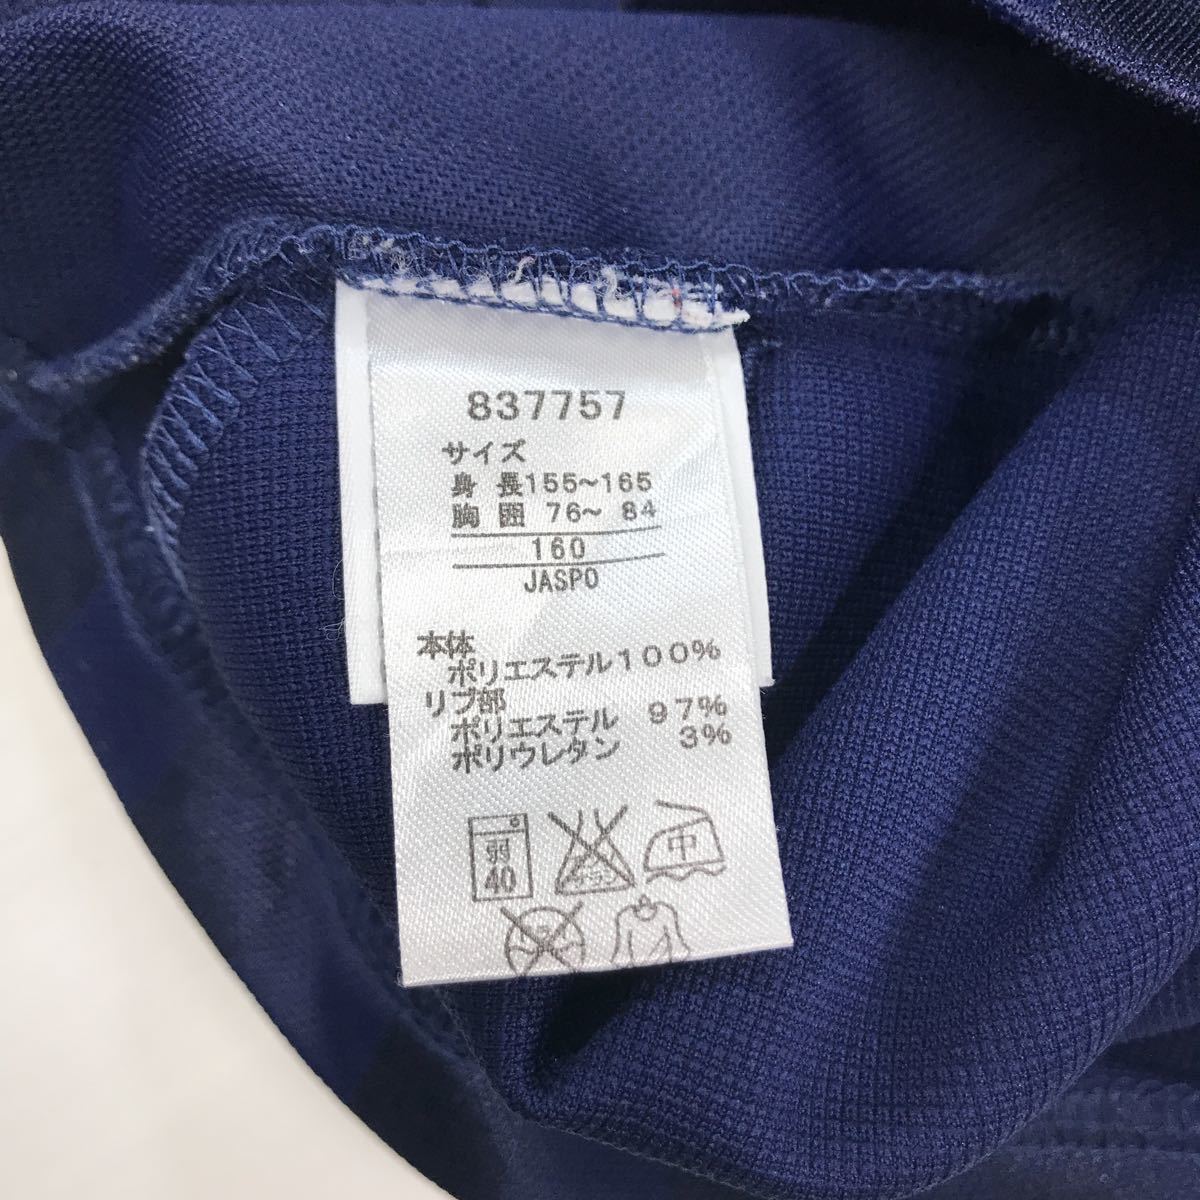 837757
サイズ
身 長155~165
胸 囲 76~ 84
160
JASPO
本体
ポリエステル100%
リブ部
ポリエステル 97%
ポリウレタン 3%
弱
40
中